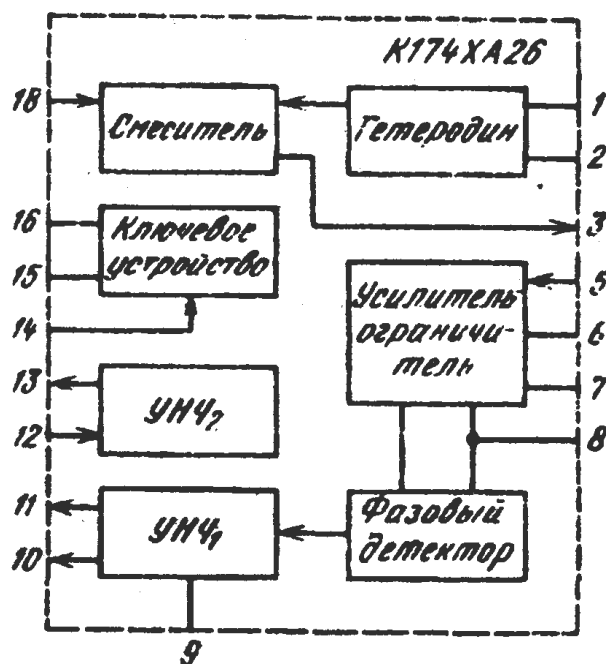 К174ХА26
18
Смеситель
Гетеродин
1
2
16
Ключевое
устройство
3
15
14
Усилитель-
ограничи-
тель
5
6
7
13
УНЧ₂
12
8
11
УНЧ₁
10
Фазовый
детектор
9